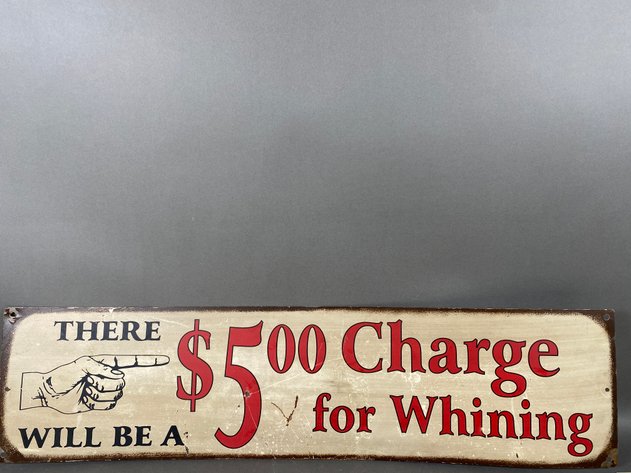 THERE
WILL BE A
$500 Charge
for Whining